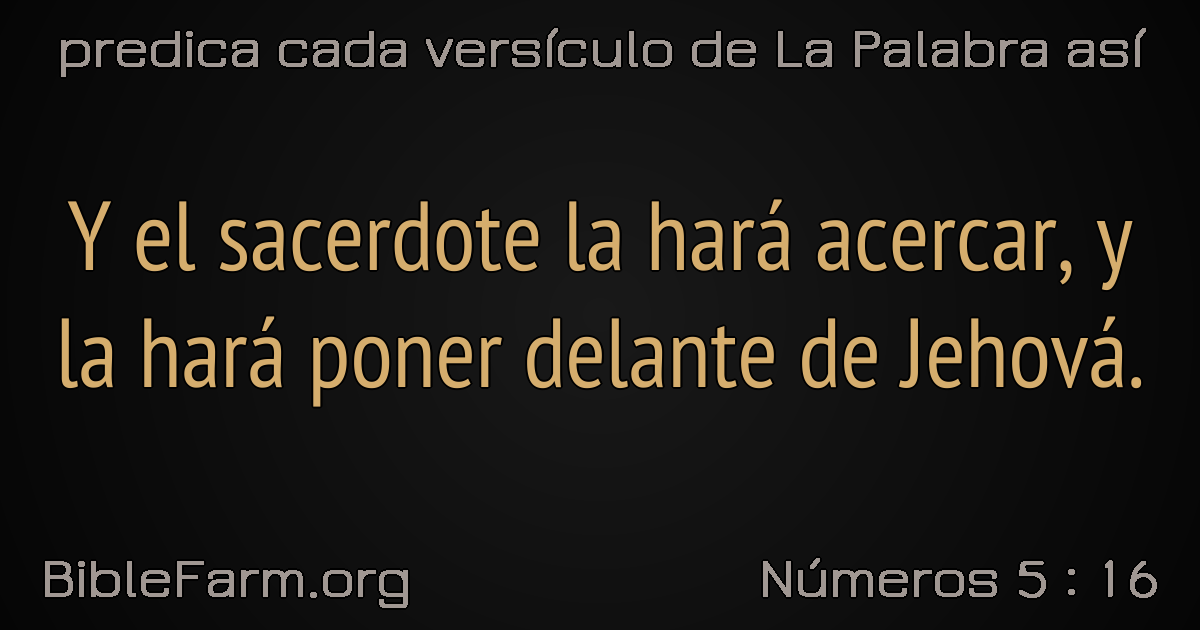 predica cada versículo de La Palabra así
Y el sacerdote la hará acercar, y
la hará poner delante de Jehová.
BibleFarm.org
Números 5 : 16